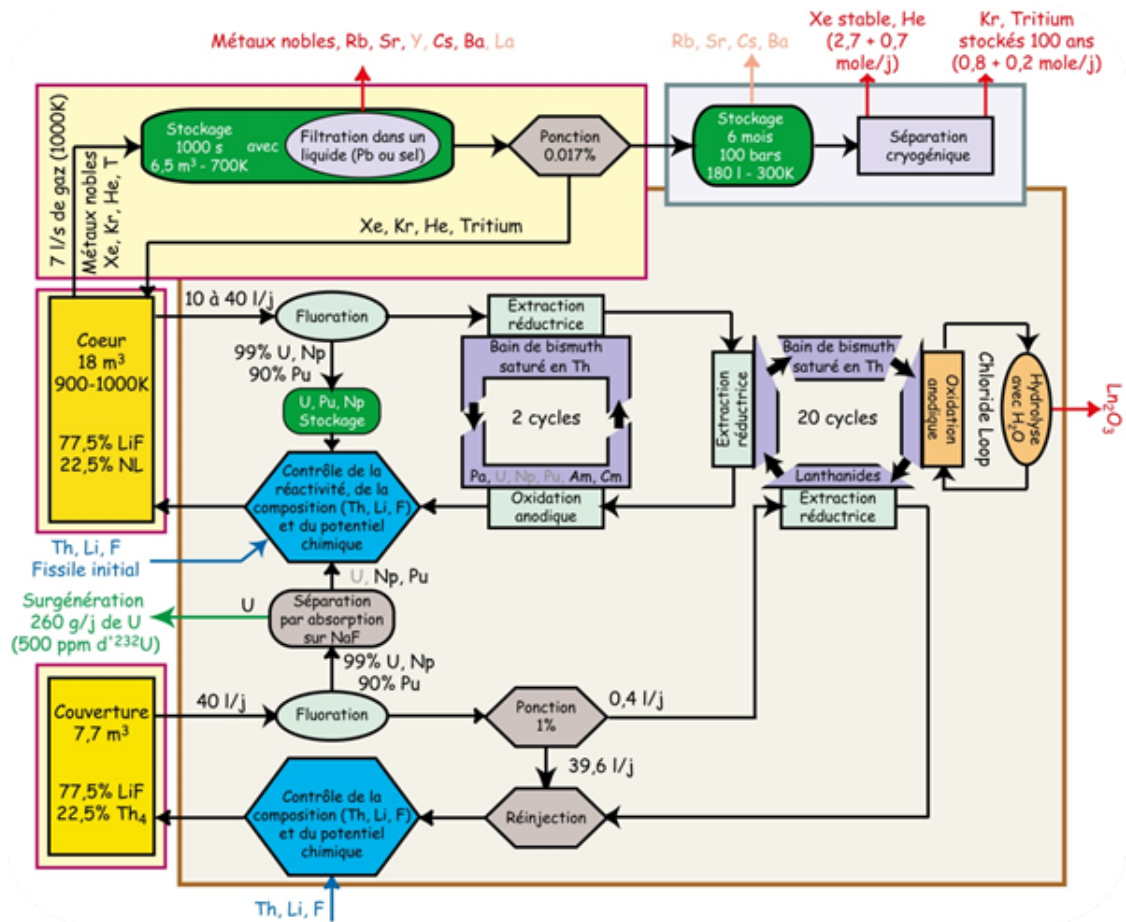 Métaux nobles, Rb, Sr, Y, Cs, Ba, La
Rb, Sr, Cs, Ba
Xe stable, He
(2,7 + 0,7
mole/j)
Kr, Tritium
stockés 100 ans
(0,8 + 0,2 mole/j)
7 l/s de gaz (1000K)
Métaux nobles
Xe, Kr, He, T
Stockage
1000 s
6,5 m³ - 700K
avec
Filtration dans un
liquide (Pb ou sel)
Ponction
0.017%
Stockage
6 mois
100 bars
180 l - 300K
Séparation
cryogénique
Xe, Kr, He, Tritium
Coeur
18 m³
900-1000K
77,5% LiF
22,5% NL
10 à 40 l/j
Fluoration
99% U, Np
90% Pu
U, Pu, Np
Stockage
Extraction
réductrice
Bain de bismuth
saturé en Th
2 cycles
Pa, U, Np, Pu, Am, Cm
Oxidation
anodique
Extraction
réductrice
Bain de bismuth
saturé en Th
20 cycles
Lanthanides
Extraction
réductrice
Oxidation
anodique
Chloride Loop
Hydrolyse
avec H₂O
Ln₂O₃
Contrôle de la
réactivité, de la
composition (Th, Li, F)
et du potentiel
chimique
Th, Li, F
Fissile initial
U, Np, Pu
Surgénération
260 g/j de U
(500 ppm d'²³²U)
U
Séparation
par absorption
sur NaF
99% U, Np
90% Pu
Couverture
7,7 m³
77,5% LiF
22,5% Th₄
40 l/j
Fluoration
Ponction
1%
0,4 l/j
39,6 l/j
Réinjection
Contrôle de la
composition (Th, Li, F)
et du potentiel
chimique
Th, Li, F